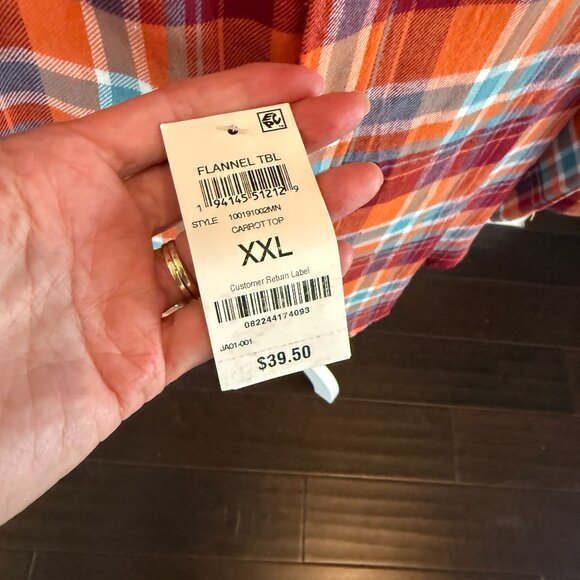 FLANNEL TBL
1 94145 51212 9
STYLE 100191002MN
CARROT TOP
XXL
Customer Return Label
082244174093
JA01-001
$39.50